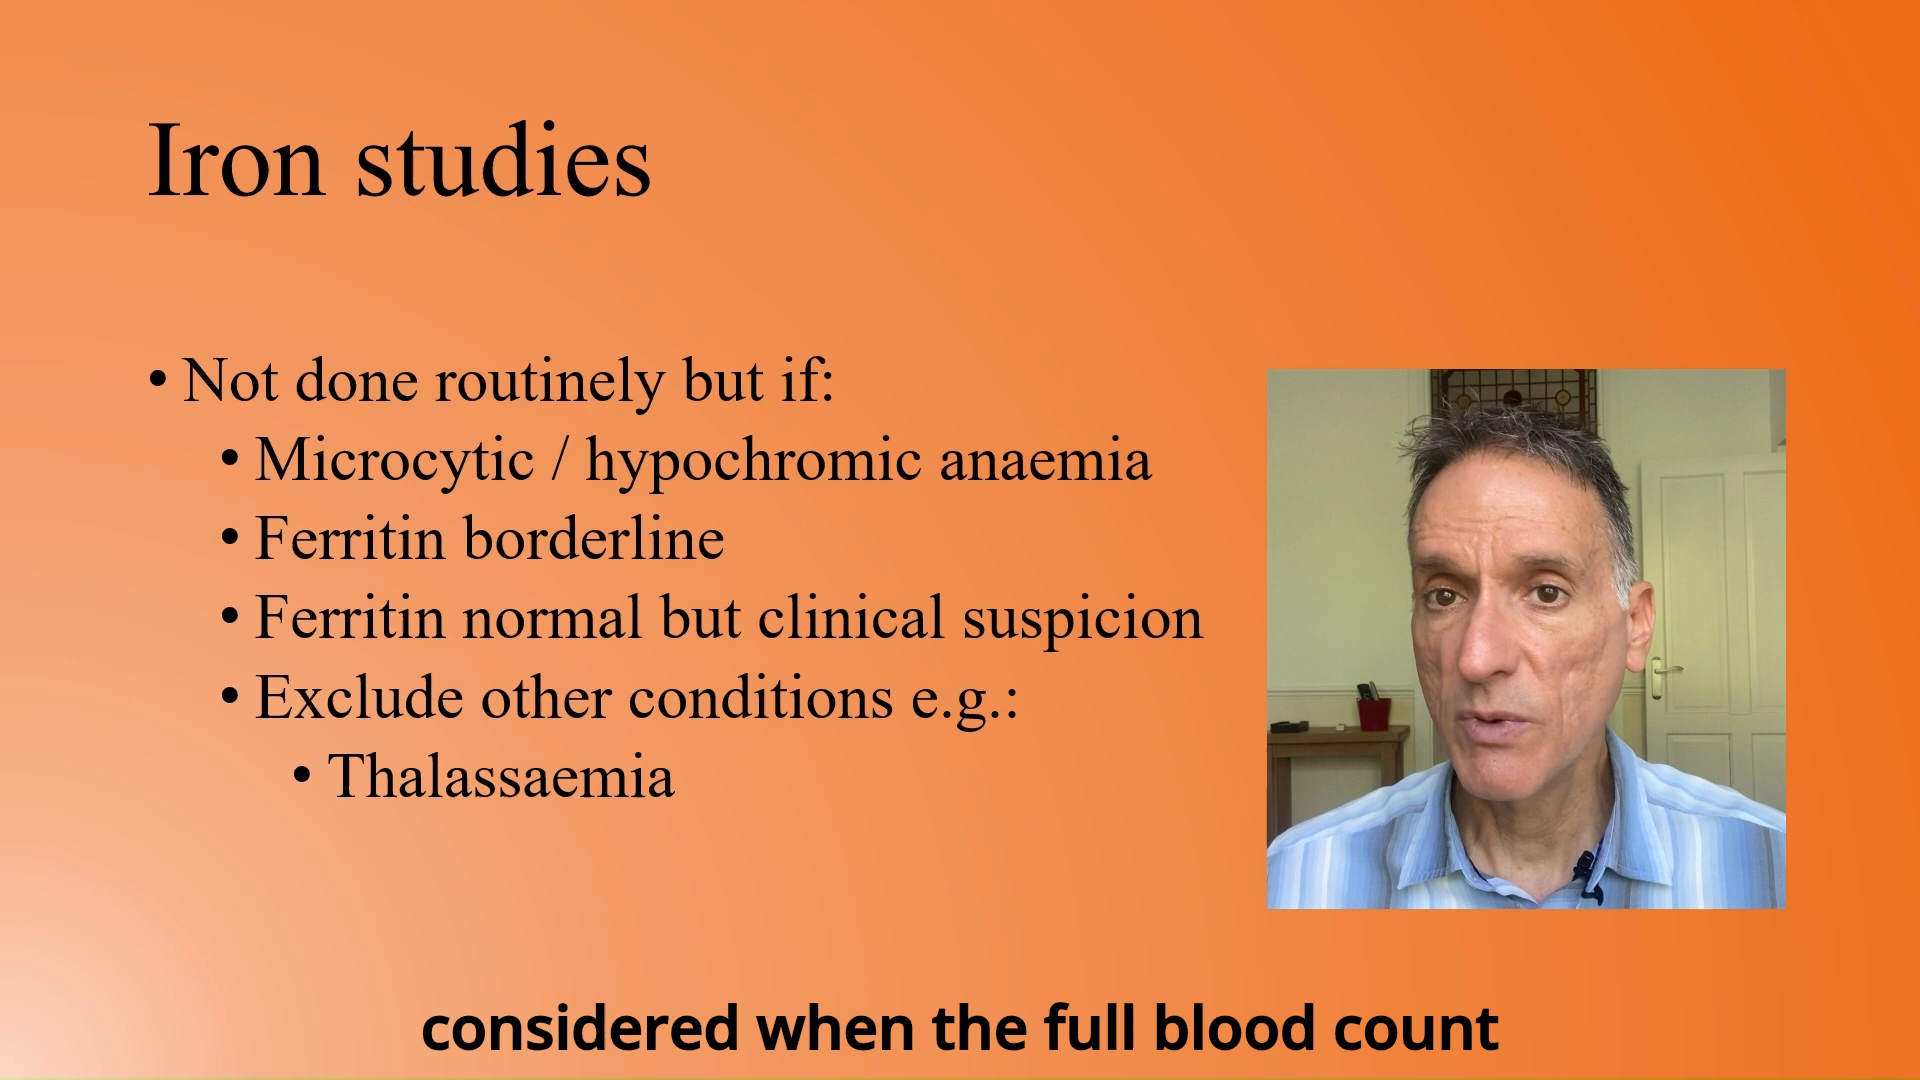 Iron studies
• Not done routinely but if:
• Microcytic / hypochromic anaemia
• Ferritin borderline
• Ferritin normal but clinical suspicion
• Exclude other conditions e.g.:
• Thalassaemia
considered when the full blood count